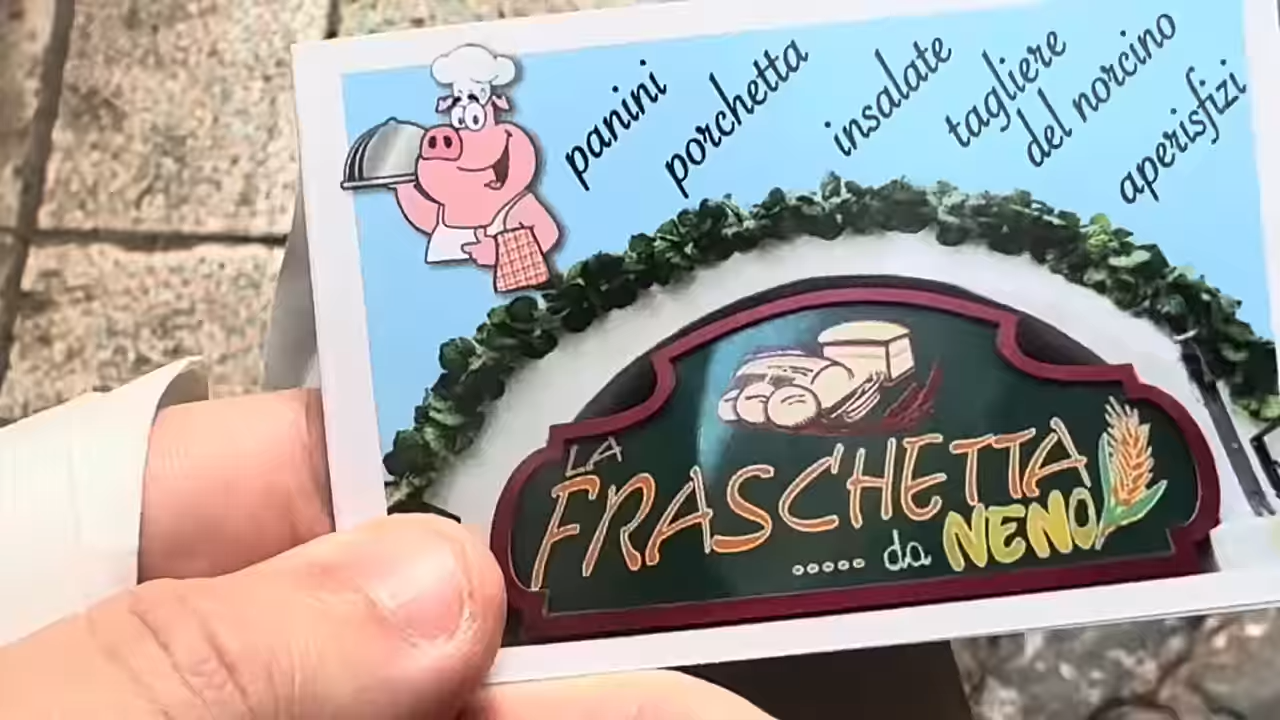 panini
porchetta
insalate
tagliere
del norcino
aperisfizi
LA
FRASCHETTA
..... da NENO